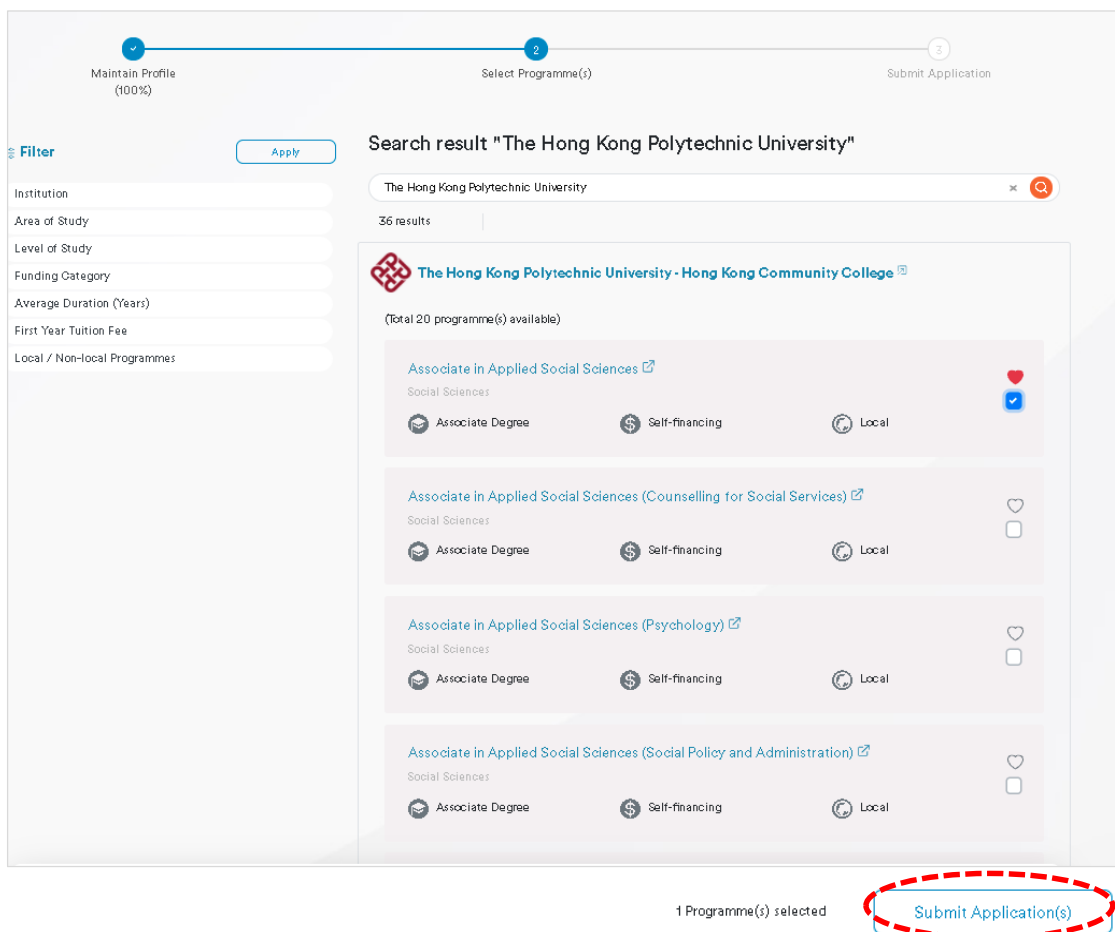 2
3
Maintain Profile
(100%)
Select Programme(s)
Submit Application
Filter
Apply
Institution
Area of Study
Level of Study
Funding Category
Average Duration (Years)
First Year Tuition Fee
Local / Non-local Programmes
Search result "The Hong Kong Polytechnic University"
The Hong Kong Polytechnic University ×
36 results
The Hong Kong Polytechnic University - Hong Kong Community College
(Total 20 programme(s) available)
Associate in Applied Social Sciences
Social Sciences
Associate Degree $ Self-financing Local
Associate in Applied Social Sciences (Counselling for Social Services)
Social Sciences
Associate Degree $ Self-financing Local
Associate in Applied Social Sciences (Psychology)
Social Sciences
Associate Degree $ Self-financing Local
Associate in Applied Social Sciences (Social Policy and Administration)
Social Sciences
Associate Degree $ Self-financing Local
1 Programme(s) selected
Submit Application(s)